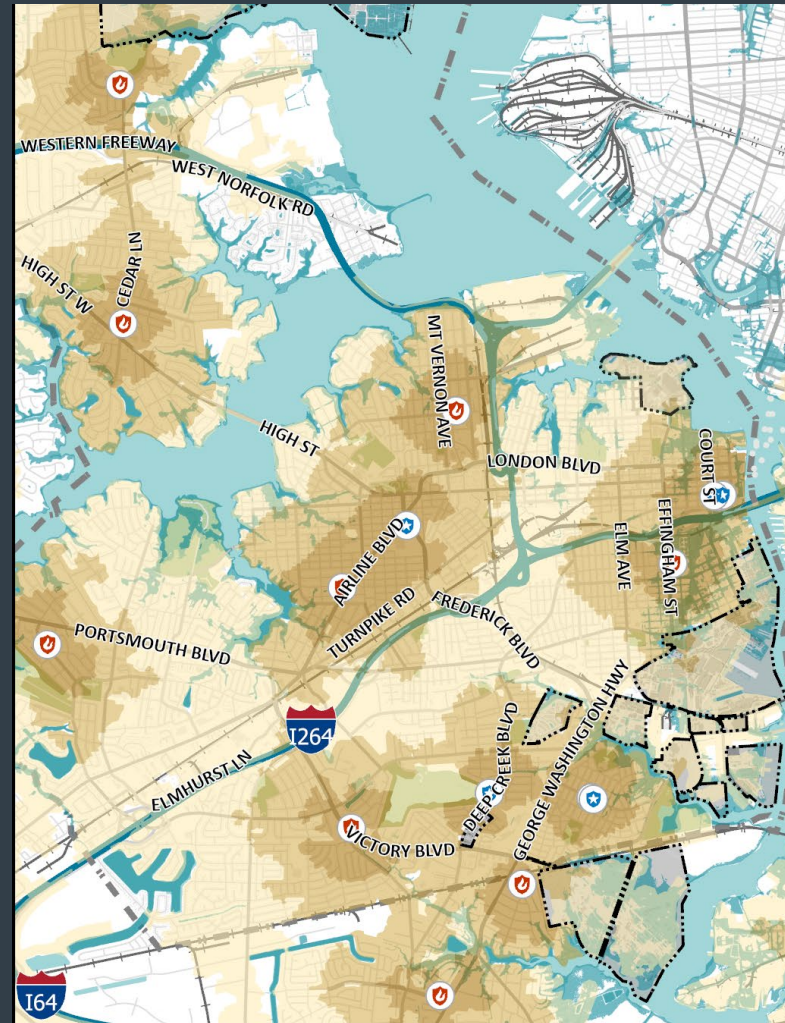 WESTERN FREEWAY
WEST NORFOLK RD
CEDAR LN
HIGH ST W
MT VERNON AVE
HIGH ST
LONDON BLVD
COURT ST
EFFINGHAM ST
ELM AVE
AIRLINE BLVD
TURNPIKE RD
FREDERICK BLVD
PORTSMOUTH BLVD
GEORGE WASHINGTON HWY
DEEP CREEK BLVD
I264
ELMHURST LN
VICTORY BLVD
I64